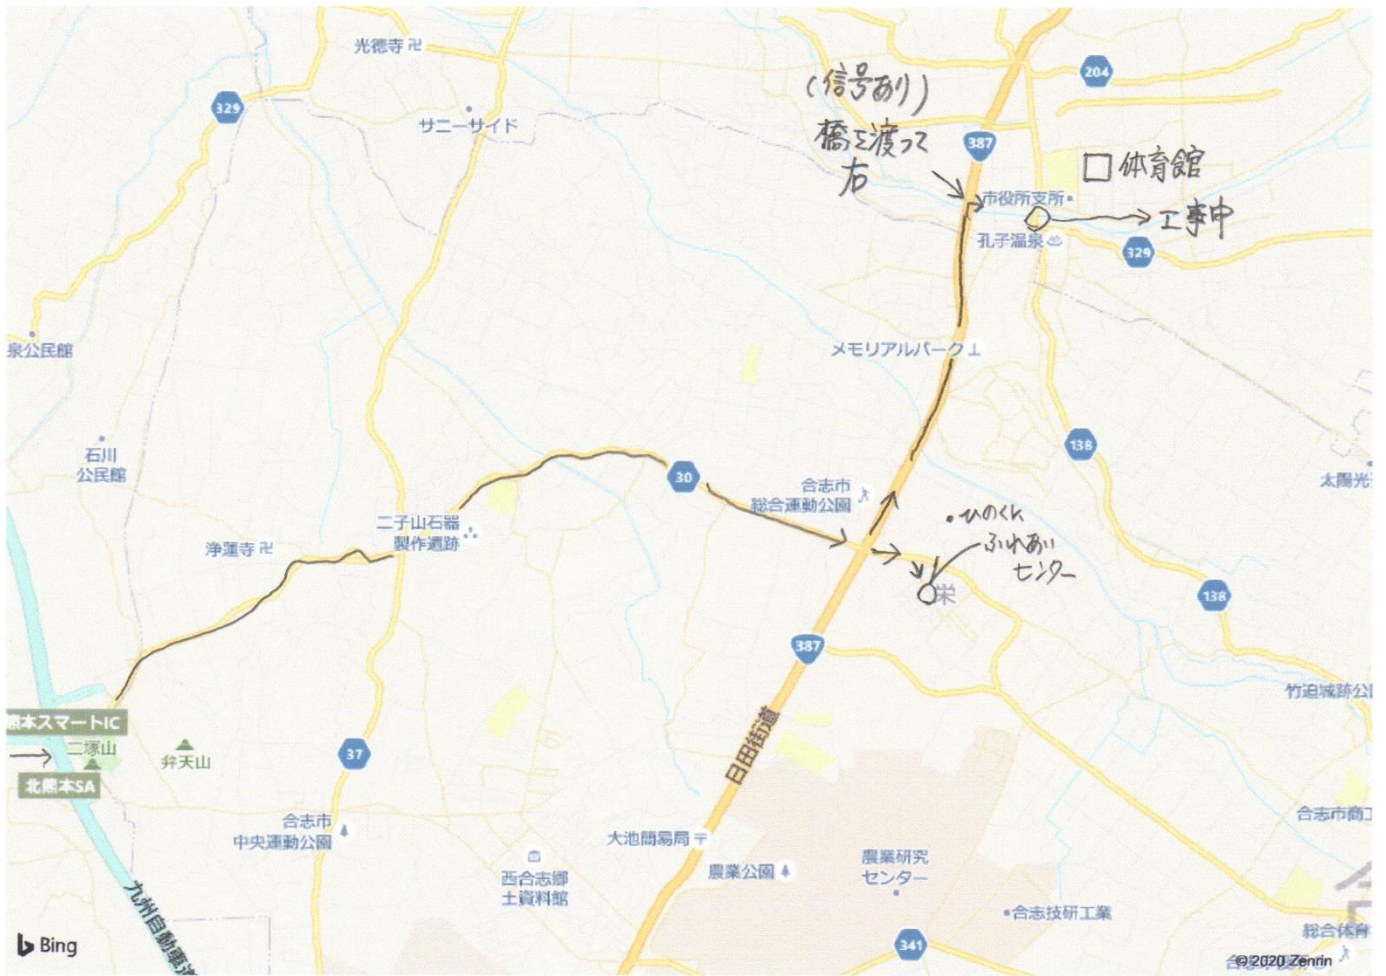 光徳寺
329
サニーサイド
(信号あり)
橋を渡って
右
204
387
体育館
市役所支所
工事中
孔子温泉
329
泉公民館
メモリアルパーク
石川
公民館
138
30
合志市
総合運動公園
太陽光
二子山石器
製作遺跡
浄蓮寺
・ひのくに
ふれあい
センター
栄
138
387
竹迫城跡公
熊本スマートIC
二塚山
弁天山
北熊本SA
37
日田街道
合志市
中央運動公園
大池簡易局
農業公園
農業研究
センター
合志市商工
西合志郷
土資料館
合志技研工業
九州自動車道
341
総合体育
Bing
© 2020 Zenrin